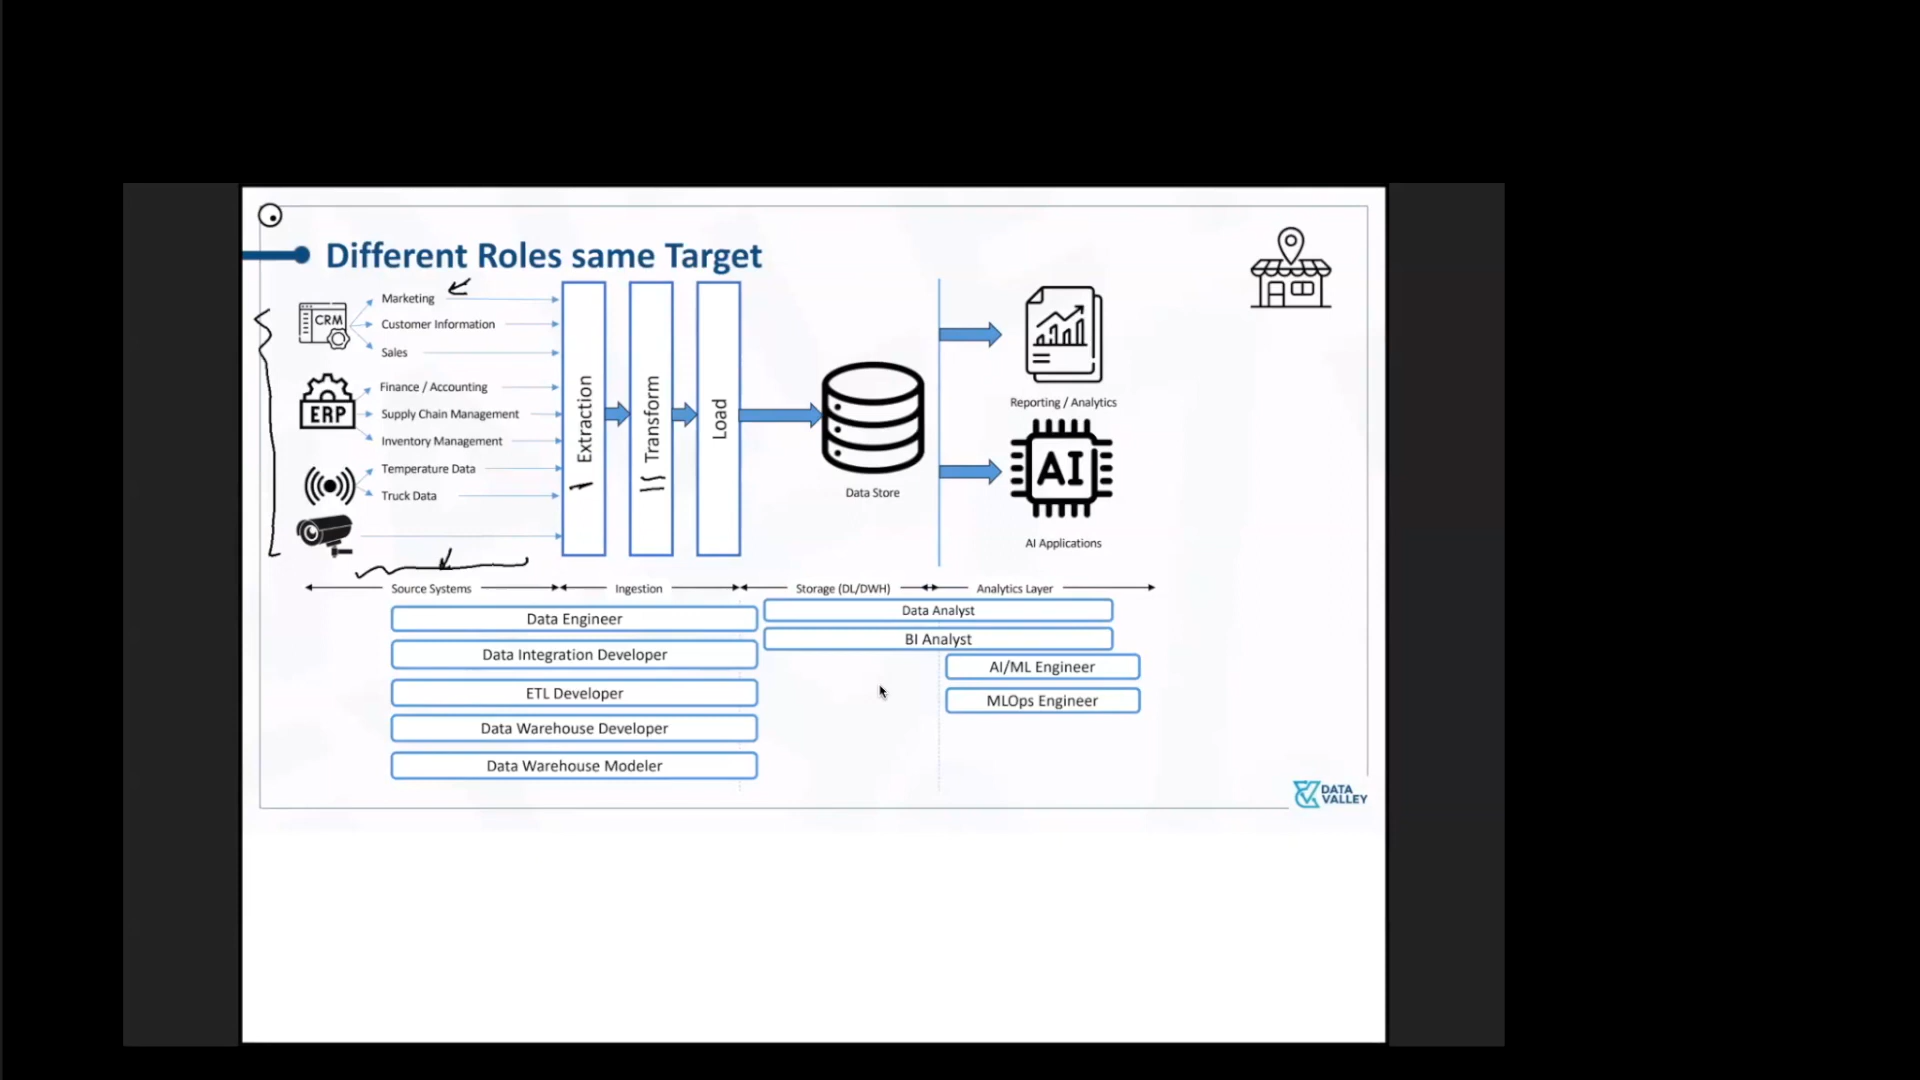 Different Roles same Target
CRM
Marketing
Customer Information
Sales
ERP
Finance / Accounting
Supply Chain Management
Inventory Management
Temperature Data
Truck Data
Extraction
Transform
Load
Data Store
Reporting / Analytics
AI
AI Applications
Source Systems
Ingestion
Storage (DL/DWH)
Analytics Layer
Data Engineer
Data Integration Developer
ETL Developer
Data Warehouse Developer
Data Warehouse Modeler
Data Analyst
BI Analyst
AI/ML Engineer
MLOps Engineer
DATA
VALLEY